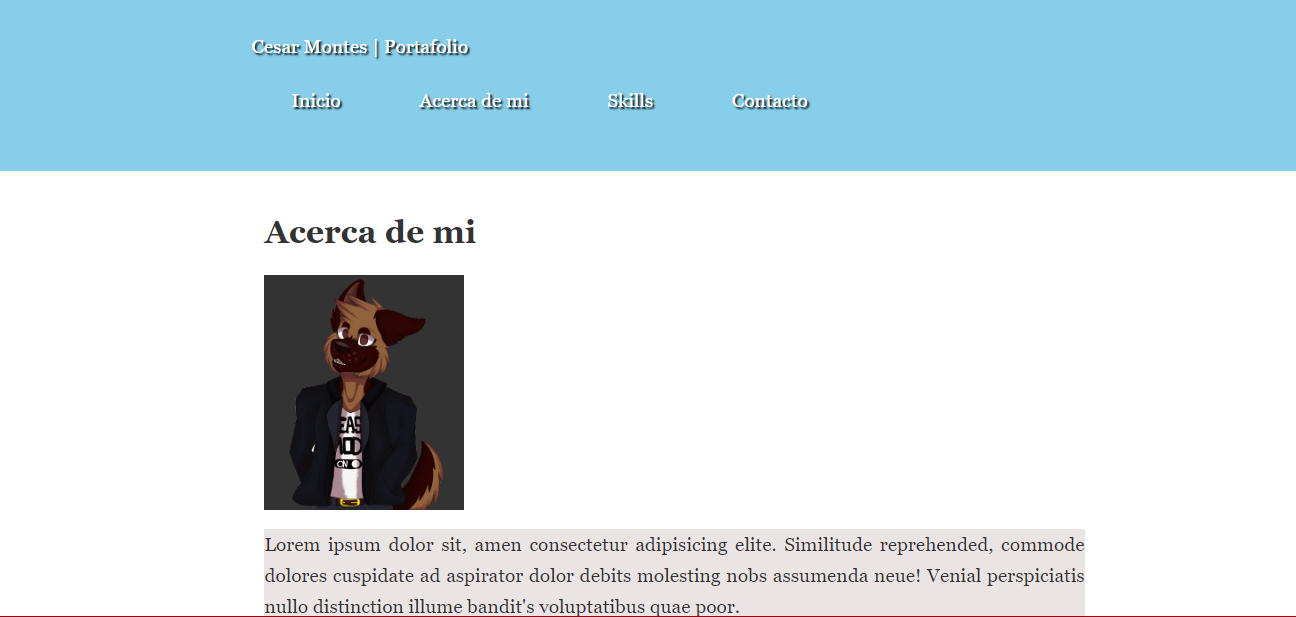 Cesar Montes | Portafolio
Inicio Acerca de mi Skills Contacto
Acerca de mi
CN
Lorem ipsum dolor sit, amen consectetur adipisicing elite. Similitude reprehended, commode
dolores cuspidate ad aspirator dolor debits molesting nobs assumenda neue! Venial perspiciatis
nullo distinction illume bandit's voluptatibus quae poor.